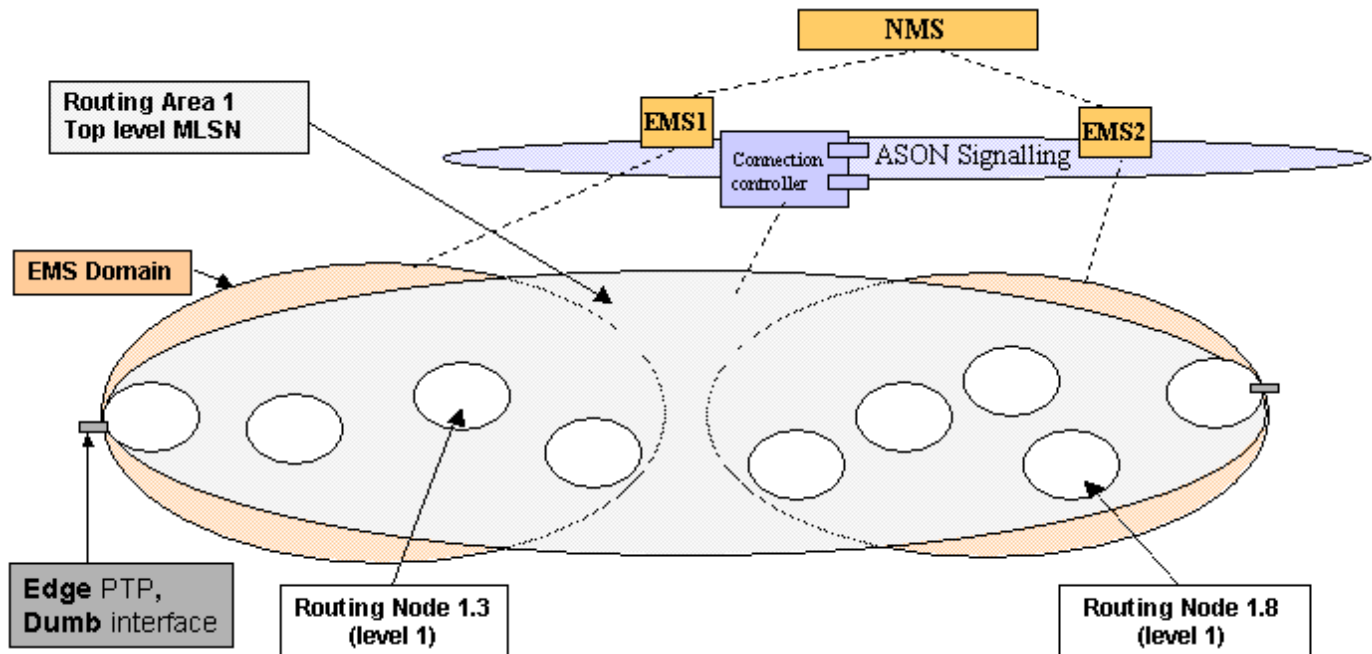 NMS
Routing Area 1
Top level MLSN
EMS1
EMS2
Connection
controller
ASON Signalling
EMS Domain
Edge PTP,
Dumb interface
Routing Node 1.3
(level 1)
Routing Node 1.8
(level 1)